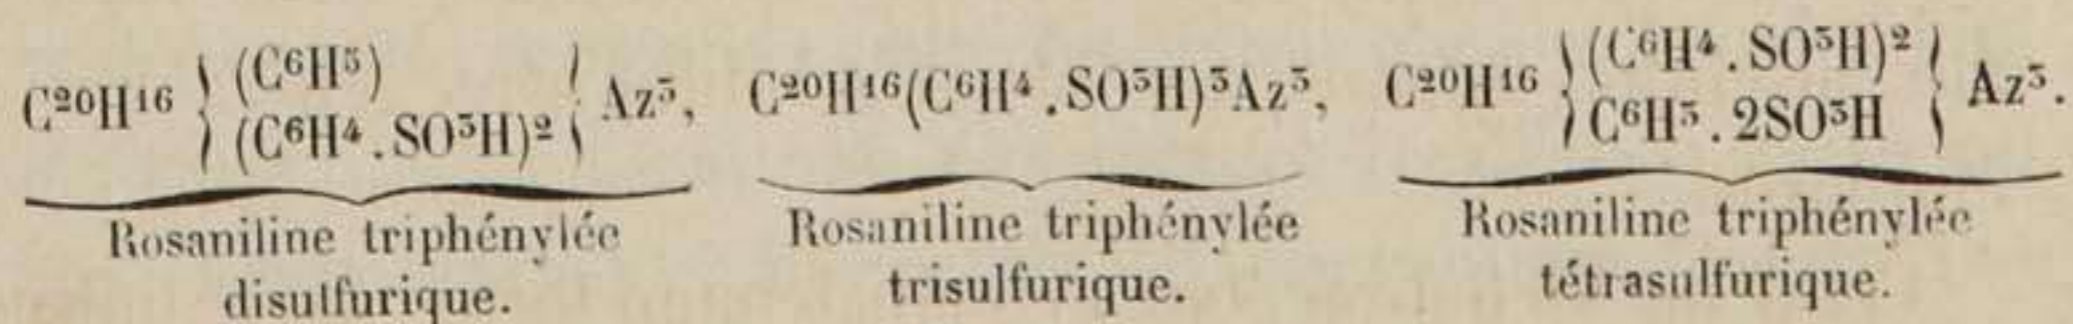 C²⁰H¹⁶ { (C⁶H⁵) (C⁶H⁴.SO³H)² } Az³, C²⁰H¹⁶(C⁶H⁴.SO³H)³Az³, C²⁰H¹⁶ { (C⁶H⁴.SO³H)² C⁶H³.2SO³H } Az³.
Rosaniline triphénylée Rosaniline triphénylée Rosaniline triphénylée
disulfurique. trisulfurique. tétrasulfurique.